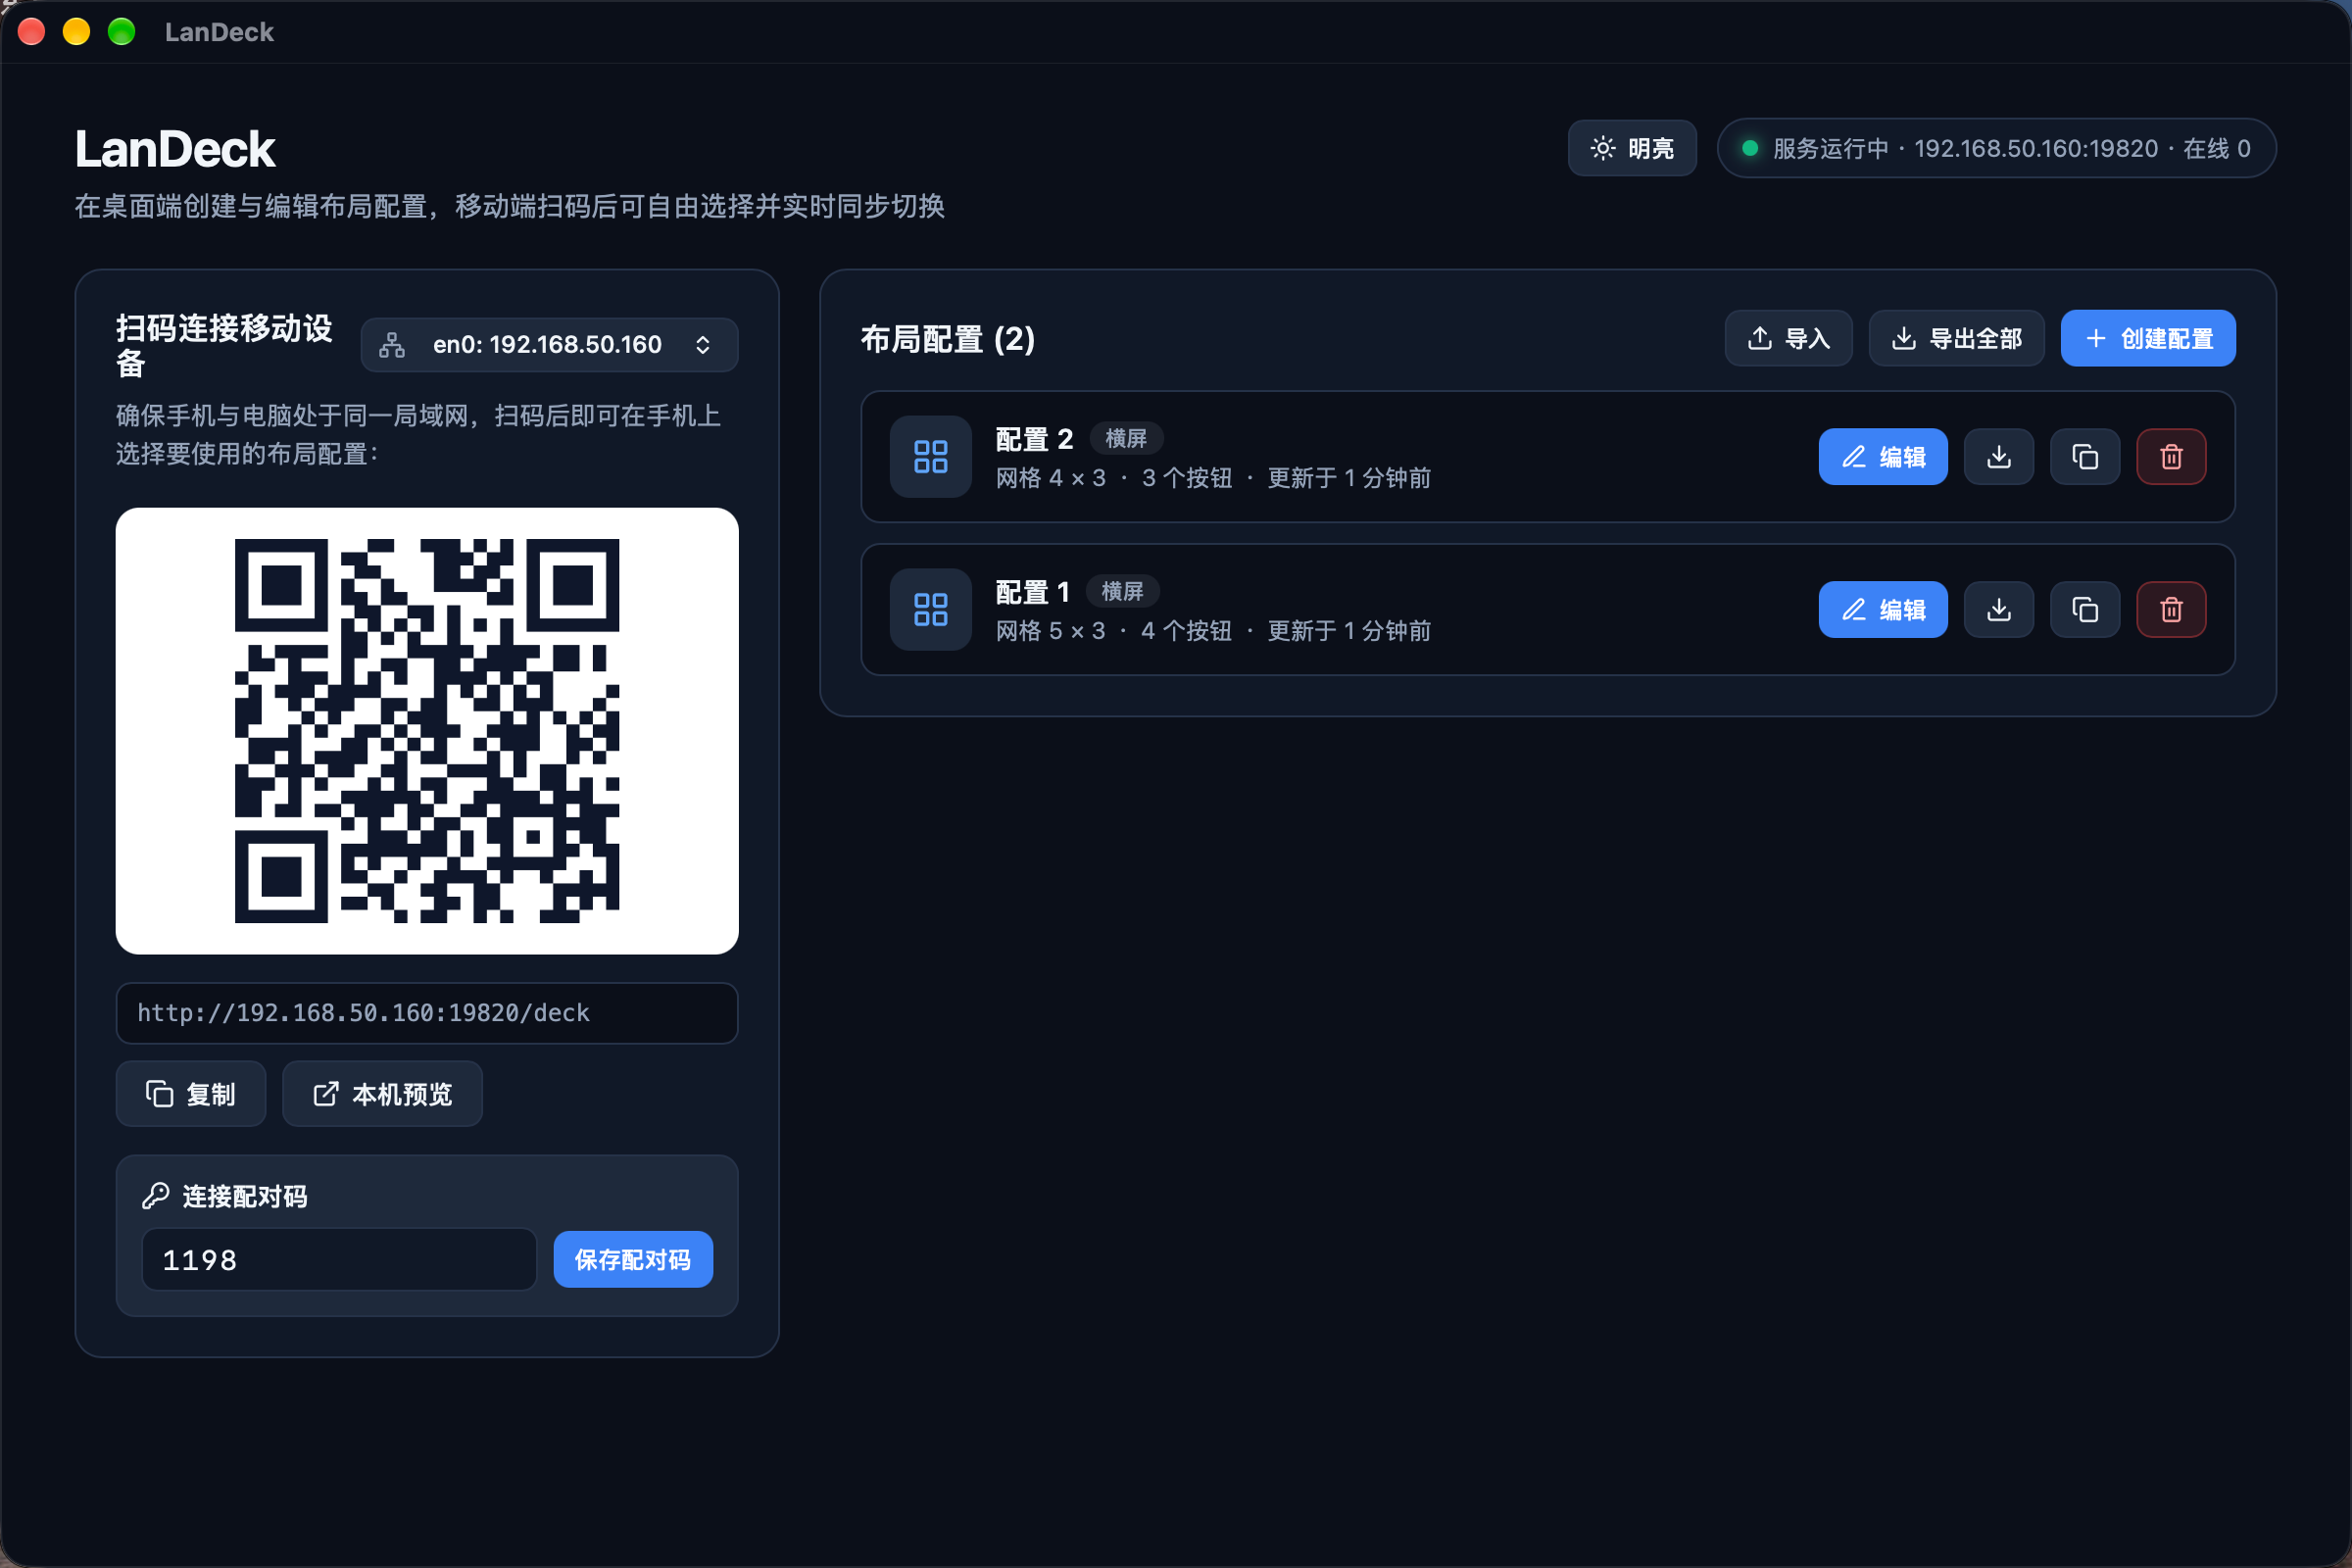 LanDeck
LanDeck
在桌面端创建与编辑布局配置，移动端扫码后可自由选择并实时同步切换
明亮
服务运行中 · 192.168.50.160:19820 · 在线 0
扫码连接移动设
备
en0: 192.168.50.160
确保手机与电脑处于同一局域网，扫码后即可在手机上
选择要使用的布局配置：
http://192.168.50.160:19820/deck
复制
本机预览
连接配对码
1198
保存配对码
布局配置 (2)
导入
导出全部
创建配置
配置 2 横屏
网格 4 × 3 · 3 个按钮 · 更新于 1 分钟前
编辑
配置 1 横屏
网格 5 × 3 · 4 个按钮 · 更新于 1 分钟前
编辑